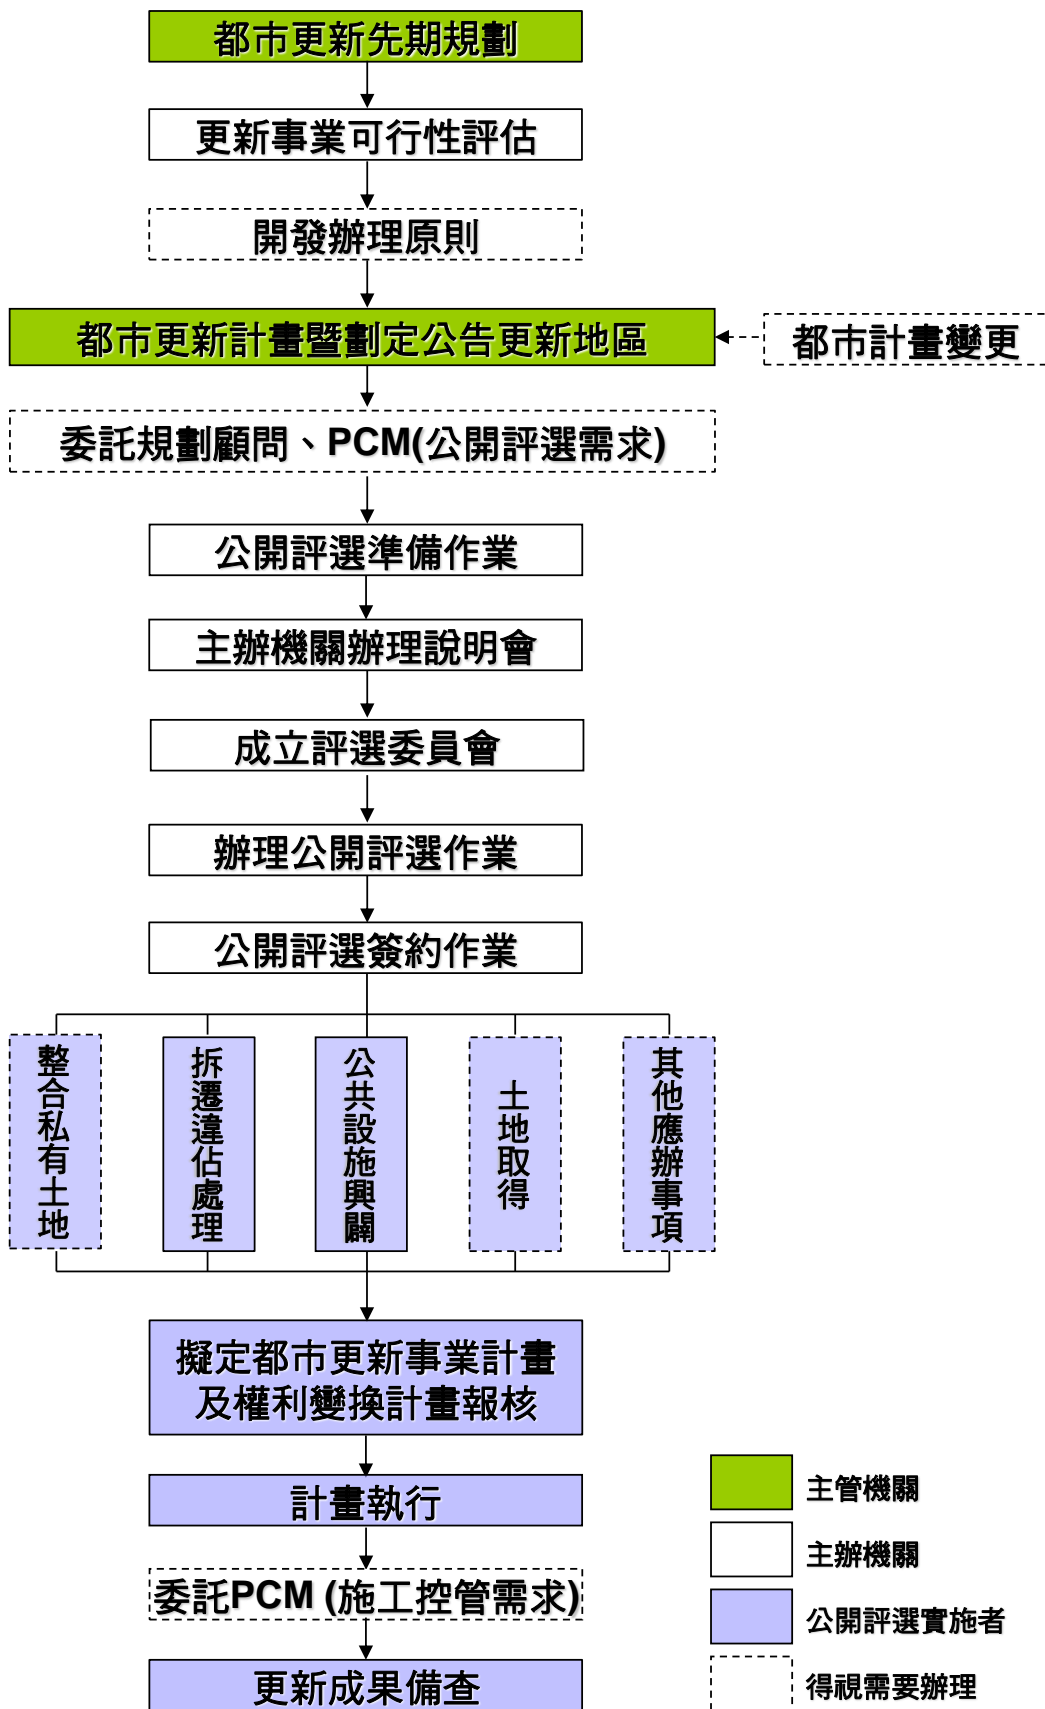 都市更新先期規劃
更新事業可行性評估
開發辦理原則
都市更新計畫暨劃定公告更新地區
都市計畫變更
委託規劃顧問、PCM(公開評選需求)
公開評選準備作業
主辦機關辦理說明會
成立評選委員會
辦理公開評選作業
公開評選簽約作業
整合私有土地
拆遷違佔處理
公共設施興闢
土地取得
其他應辦事項
擬定都市更新事業計畫
及權利變換計畫報核
計畫執行
委託PCM (施工控管需求)
更新成果備查
主管機關
主辦機關
公開評選實施者
得視需要辦理